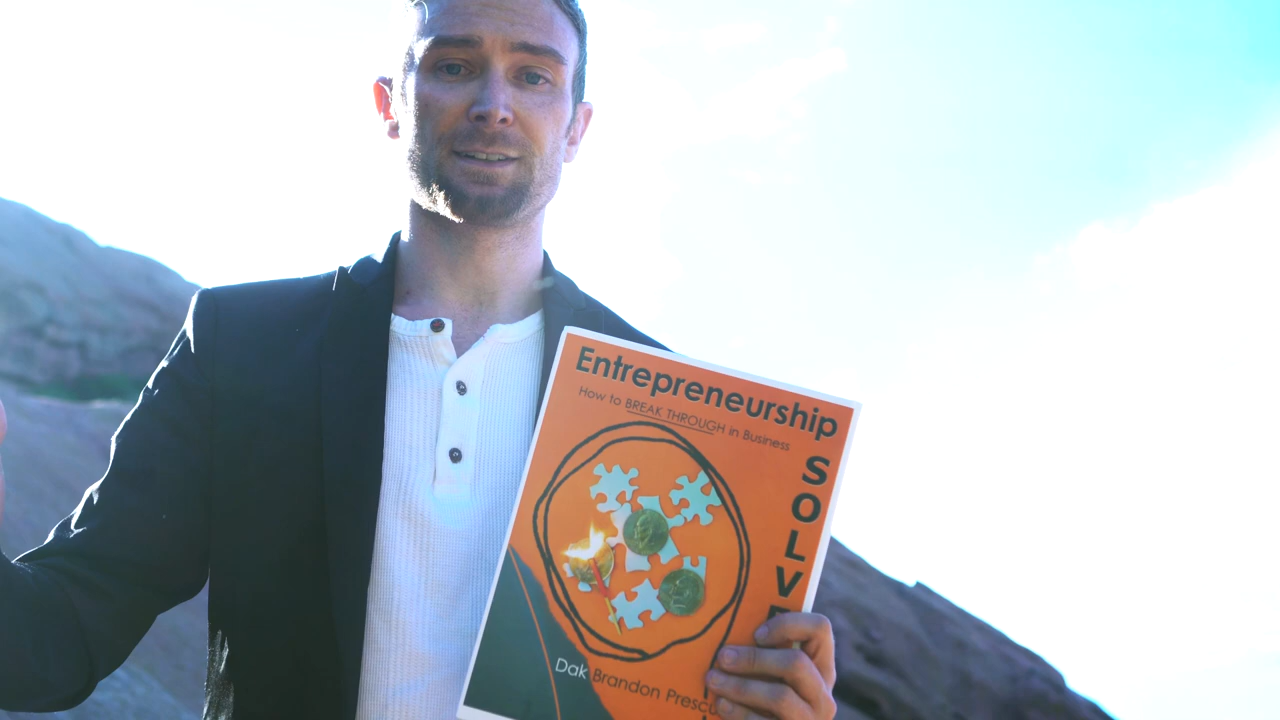 Entrepreneurship
How to BREAK THROUGH in Business
SOLV
Dak Brandon